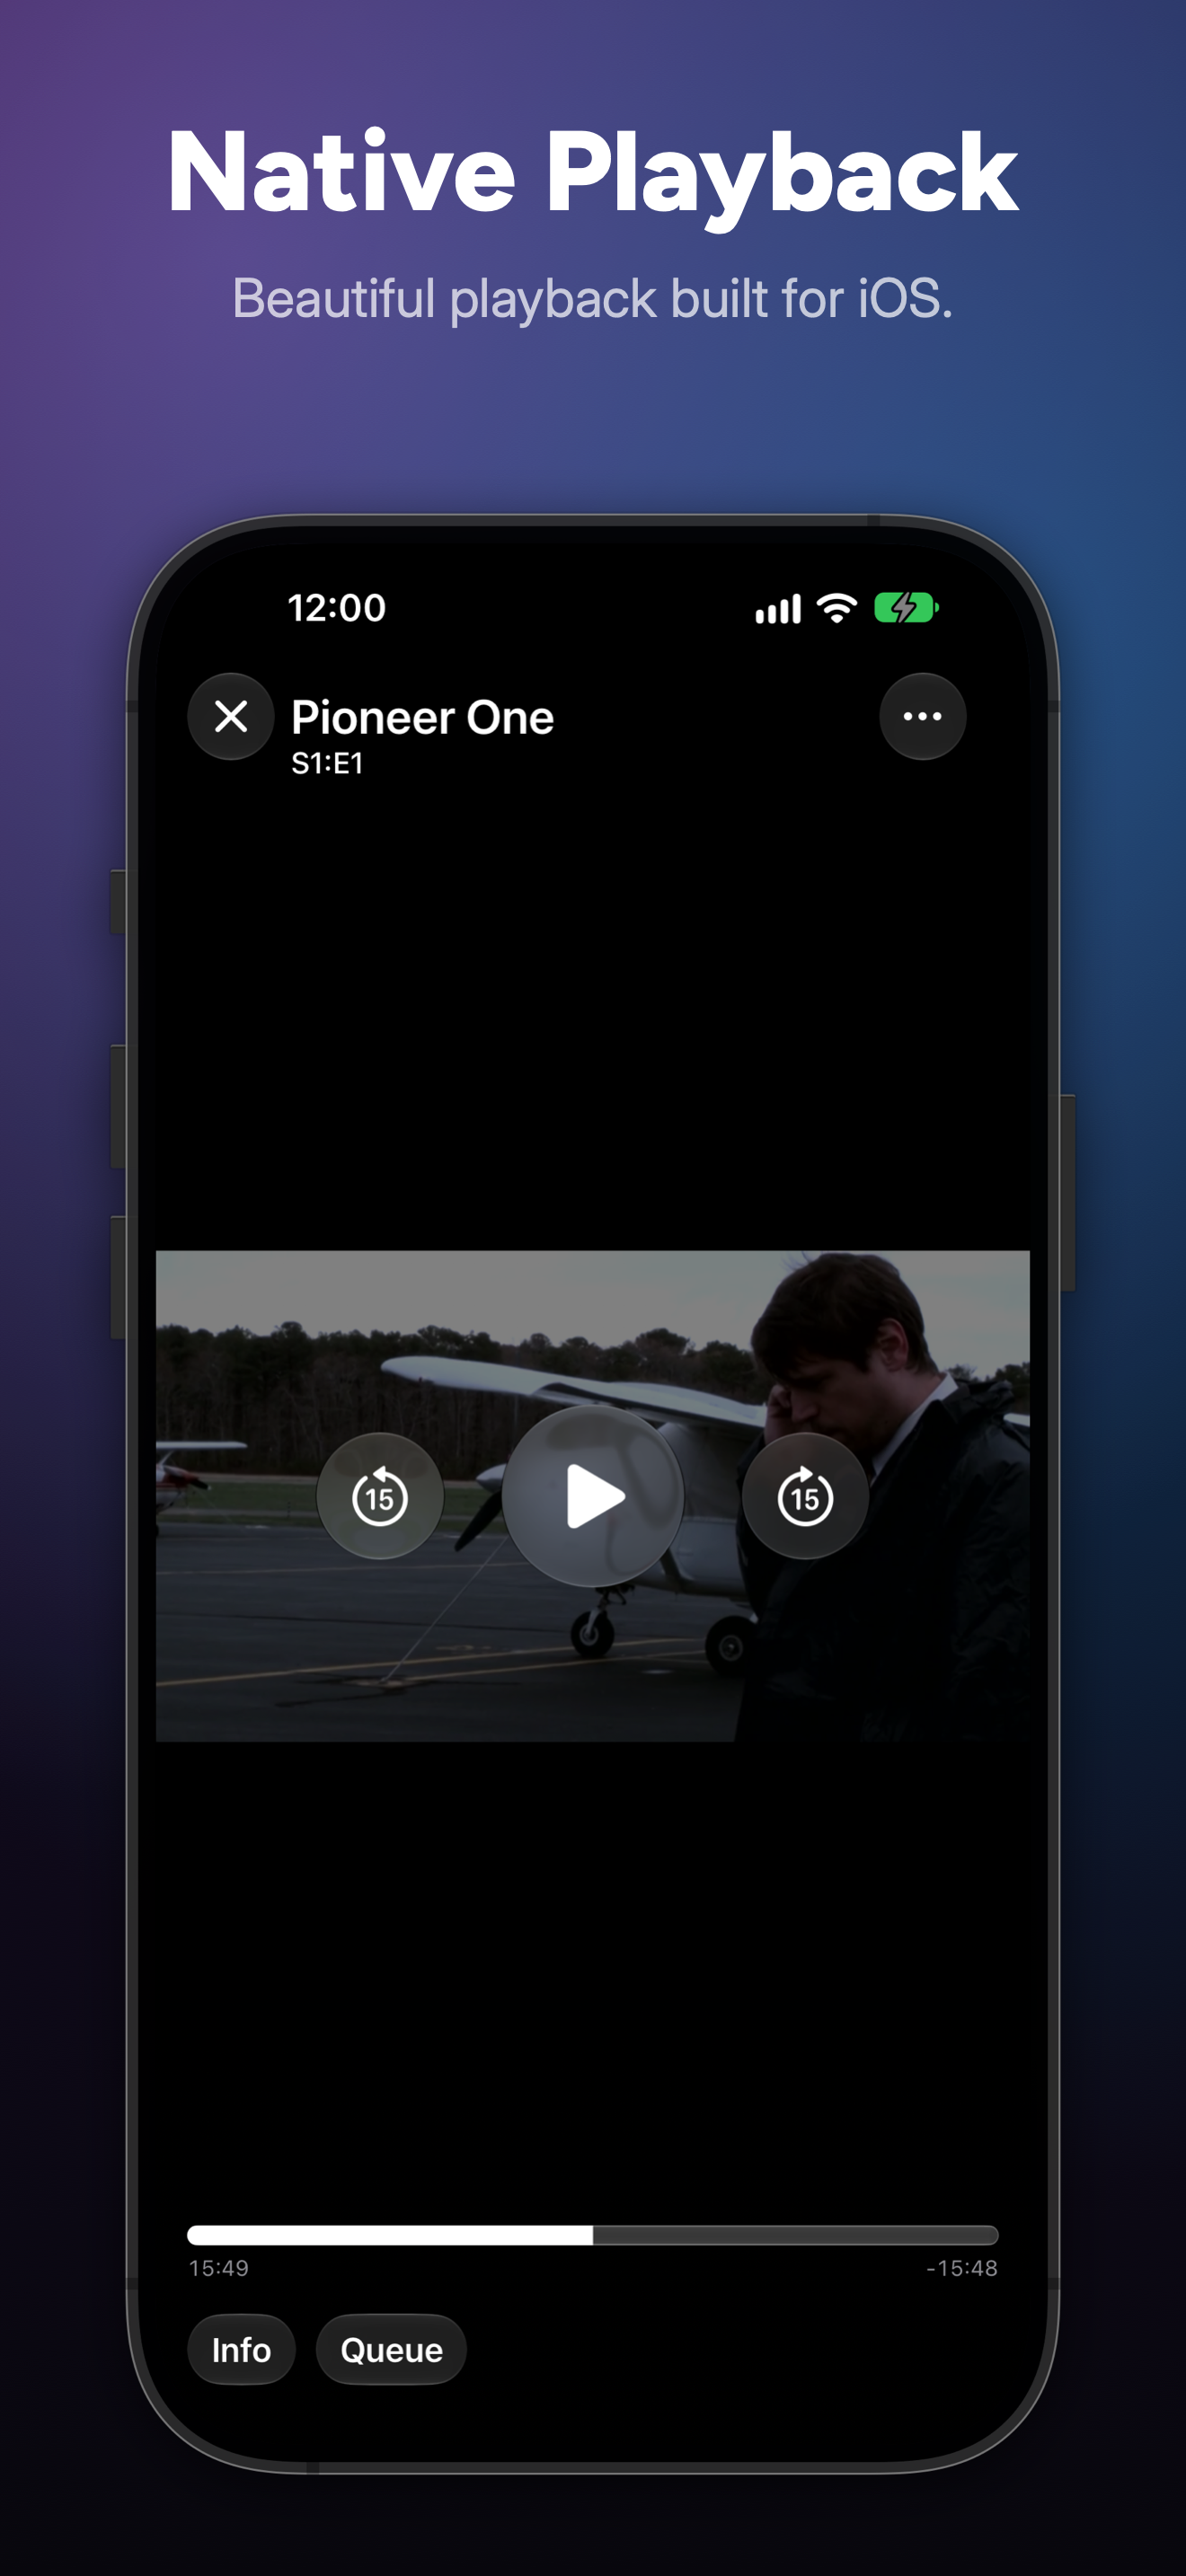 Native Playback
Beautiful playback built for iOS.
12:00
Pioneer One
S1:E1
15
15
15:49
-15:48
Info
Queue